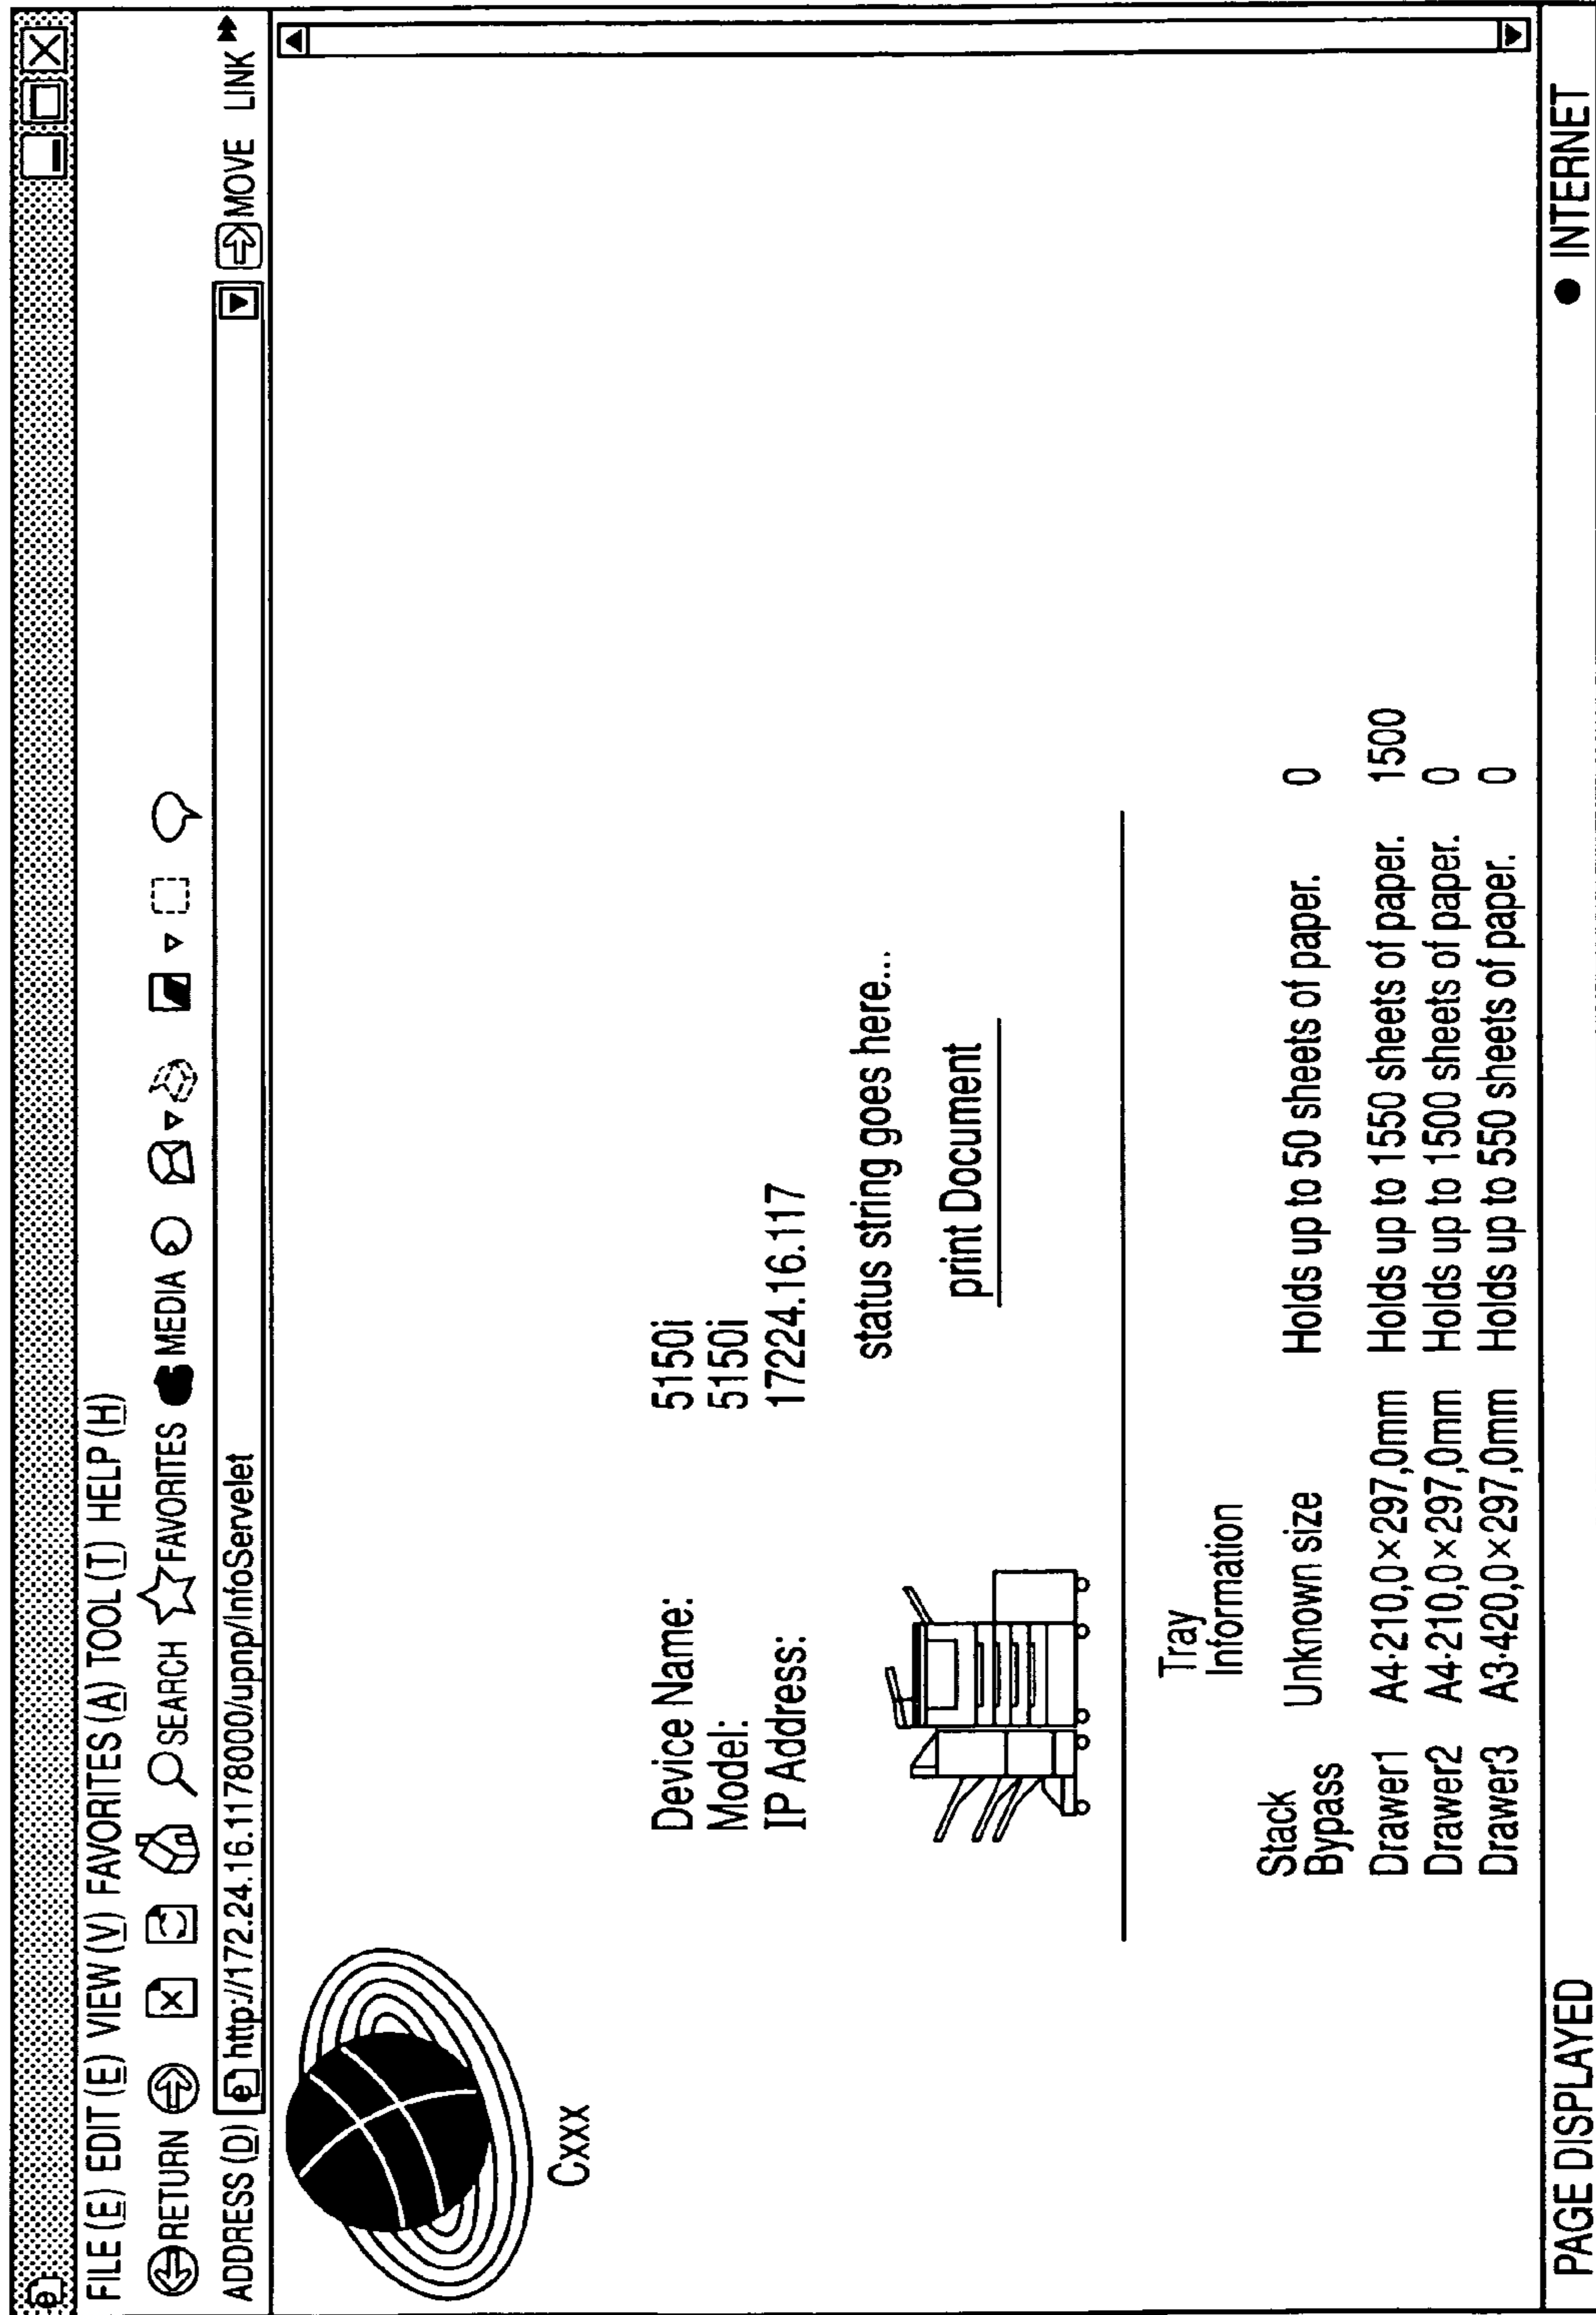 FILE (E) EDIT (E) VIEW (V) FAVORITES (A) TOOL (T) HELP (H)
RETURN SEARCH FAVORITES MEDIA
ADDRESS (D) http://172.24.16.1178000/upnp/InfoServelet MOVE LINK
Cxxx
Device Name: 5150i
Model: 5150i
IP Address: 17224.16.117
status string goes here...
print Document
Tray
Information
Stack
Bypass Unknown size Holds up to 50 sheets of paper. 0
Drawer1 A4·210,0×297,0mm Holds up to 1550 sheets of paper. 1500
Drawer2 A4·210,0×297,0mm Holds up to 1500 sheets of paper. 0
Drawer3 A3·420,0×297,0mm Holds up to 550 sheets of paper. 0
PAGE DISPLAYED INTERNET